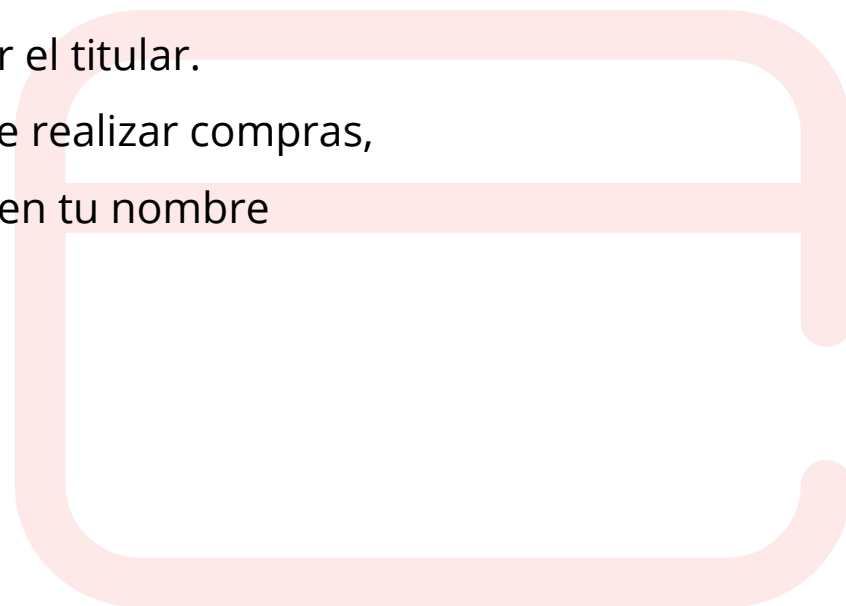 r el titular.
e realizar compras,
en tu nombre